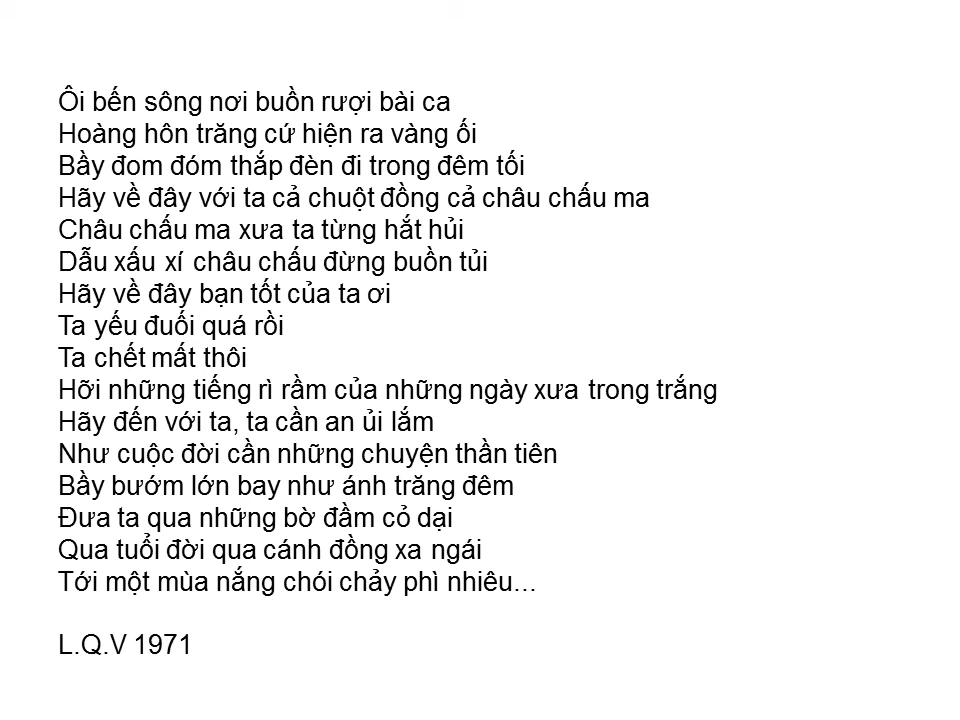 Ôi bến sông nơi buồn rượi bài ca
Hoàng hôn trăng cứ hiện ra vàng ối
Bầy đom đóm thắp đèn đi trong đêm tối
Hãy về đây với ta cả chuột đồng cả châu chấu ma
Châu chấu ma xưa ta từng hắt hủi
Dẫu xấu xí châu chấu đừng buồn tủi
Hãy về đây bạn tốt của ta ơi
Ta yếu đuối quá rồi
Ta chết mất thôi
Hỡi những tiếng rì rầm của những ngày xưa trong trắng
Hãy đến với ta, ta cần an ủi lắm
Như cuộc đời cần những chuyện thần tiên
Bầy bướm lớn bay như ánh trăng đêm
Đưa ta qua những bờ đầm cỏ dại
Qua tuổi đời qua cánh đồng xa ngái
Tới một mùa nắng chói chảy phì nhiêu...
L.Q.V 1971